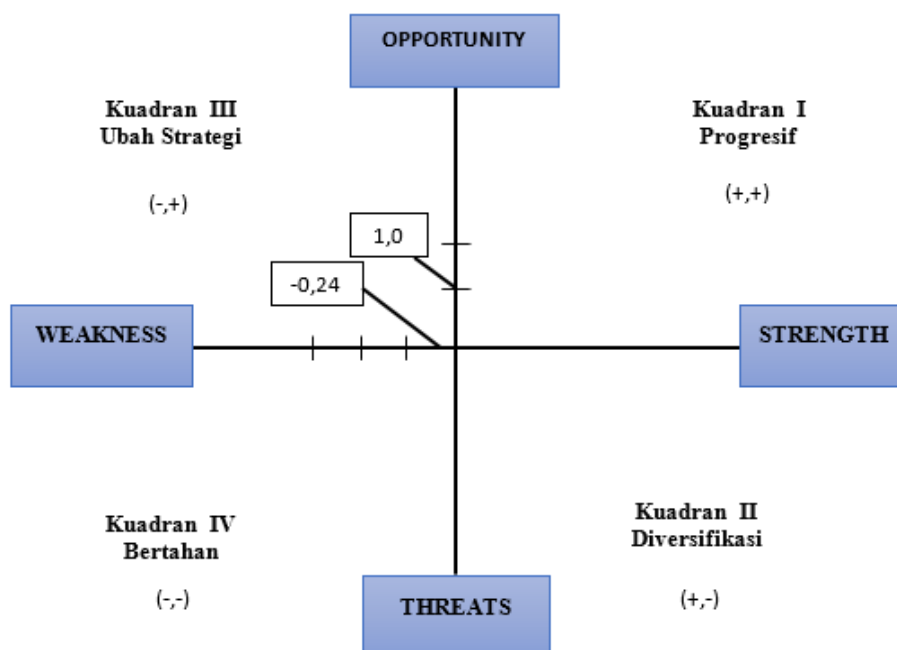 OPPORTUNITY
Kuadran III
Ubah Strategi
(-,+)
Kuadran I
Progresif
(+,+)
1,0
-0,24
WEAKNESS
STRENGTH
Kuadran IV
Bertahan
(-,-)
Kuadran II
Diversifikasi
(+,-)
THREATS